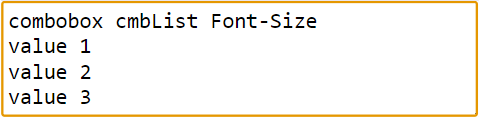 combobox cmbList Font-Size
value 1
value 2
value 3